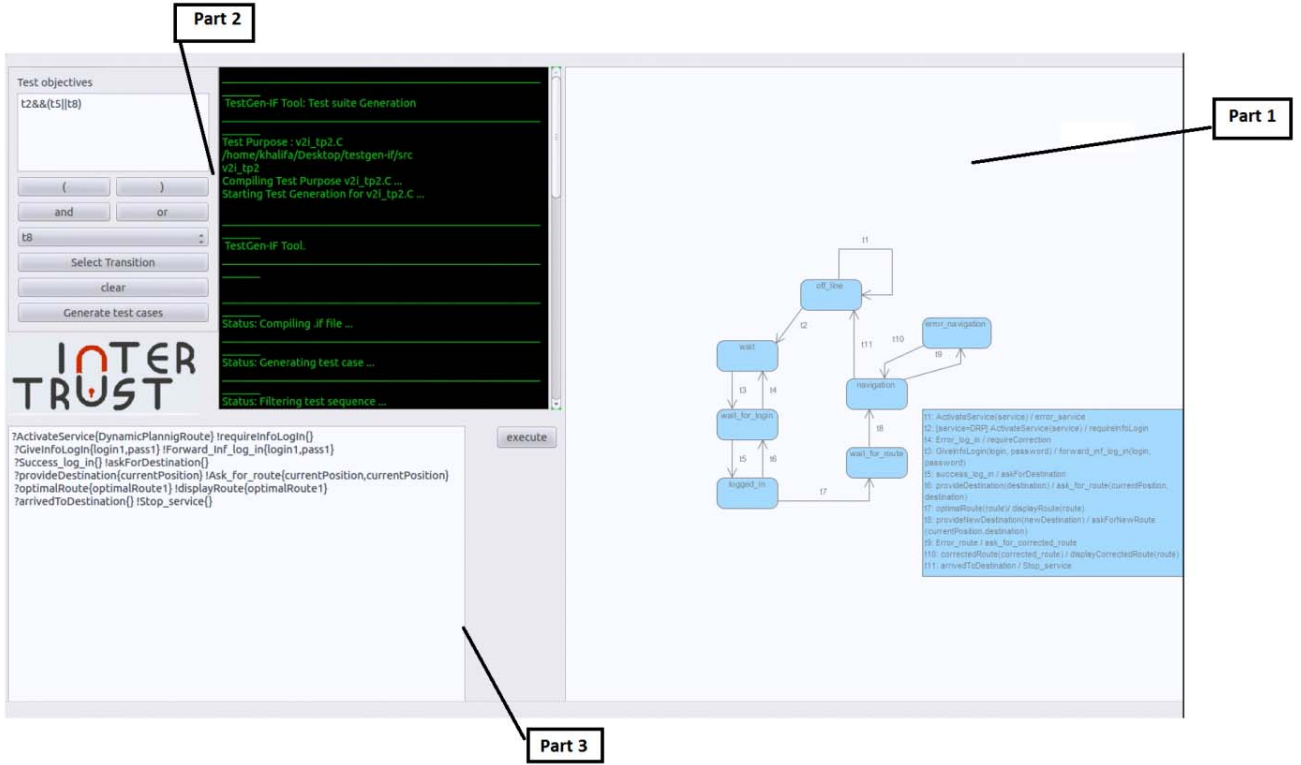 Part 2
Part 1
Test objectives
t2&&(t5||t8)
( )
and or
t8
Select Transition
clear
Generate test cases
INTER
TRUST
TestGen-IF Tool: Test suite Generation
Test Purpose : v2i_tp2.C
/home/khalifa/Desktop/testgen-if/src
v2i_tp2
Compiling Test Purpose v2i_tp2.C ...
Starting Test Generation for v2i_tp2.C ...
TestGen-IF Tool.
Status: Compiling .if file ...
Status: Generating test case ...
Status: Filtering test sequence ...
?ActivateService{DynamicPlannigRoute} !requireInfoLogIn{}
?GiveInfoLogIn{login1,pass1} !Forward_Inf_log_in{login1,pass1}
?Success_log_in{} !askForDestination{}
?provideDestination{currentPosition} !Ask_for_route{currentPosition,currentPosition}
?optimalRoute{optimalRoute1} !displayRoute{optimalRoute1}
?arrivedToDestination{} !Stop_service{}
execute
t1
off_line
t2
error_navigation
t10
t9
t11
wait
navigation
t3 t4
wait_for_login
t8
wait_for_route
t5 t6
logged_in
t7
t1: ActivateService(service) / error_service
t2: [service=DRP] ActivateService(service) / requireInfoLogin
t4: Error_log_in / requireCorrection
t3: GiveInfoLogin(login, password) / forward_inf_log_in(login,
password)
t5: success_log_in / askForDestination
t6: provideDestination(destination) / ask_for_route(currentPosition,
destination)
t7: optimalRoute(route)/ displayRoute(route)
t8: provideNewDestination(newDestination) / askForNewRoute
(currentPosition,destination)
t9: Error_route / ask_for_corrected_route
t10: correctedRoute(corrected_route) / displayCorrectedRoute(route)
t11: arrivedToDestination / Stop_service
Part 3